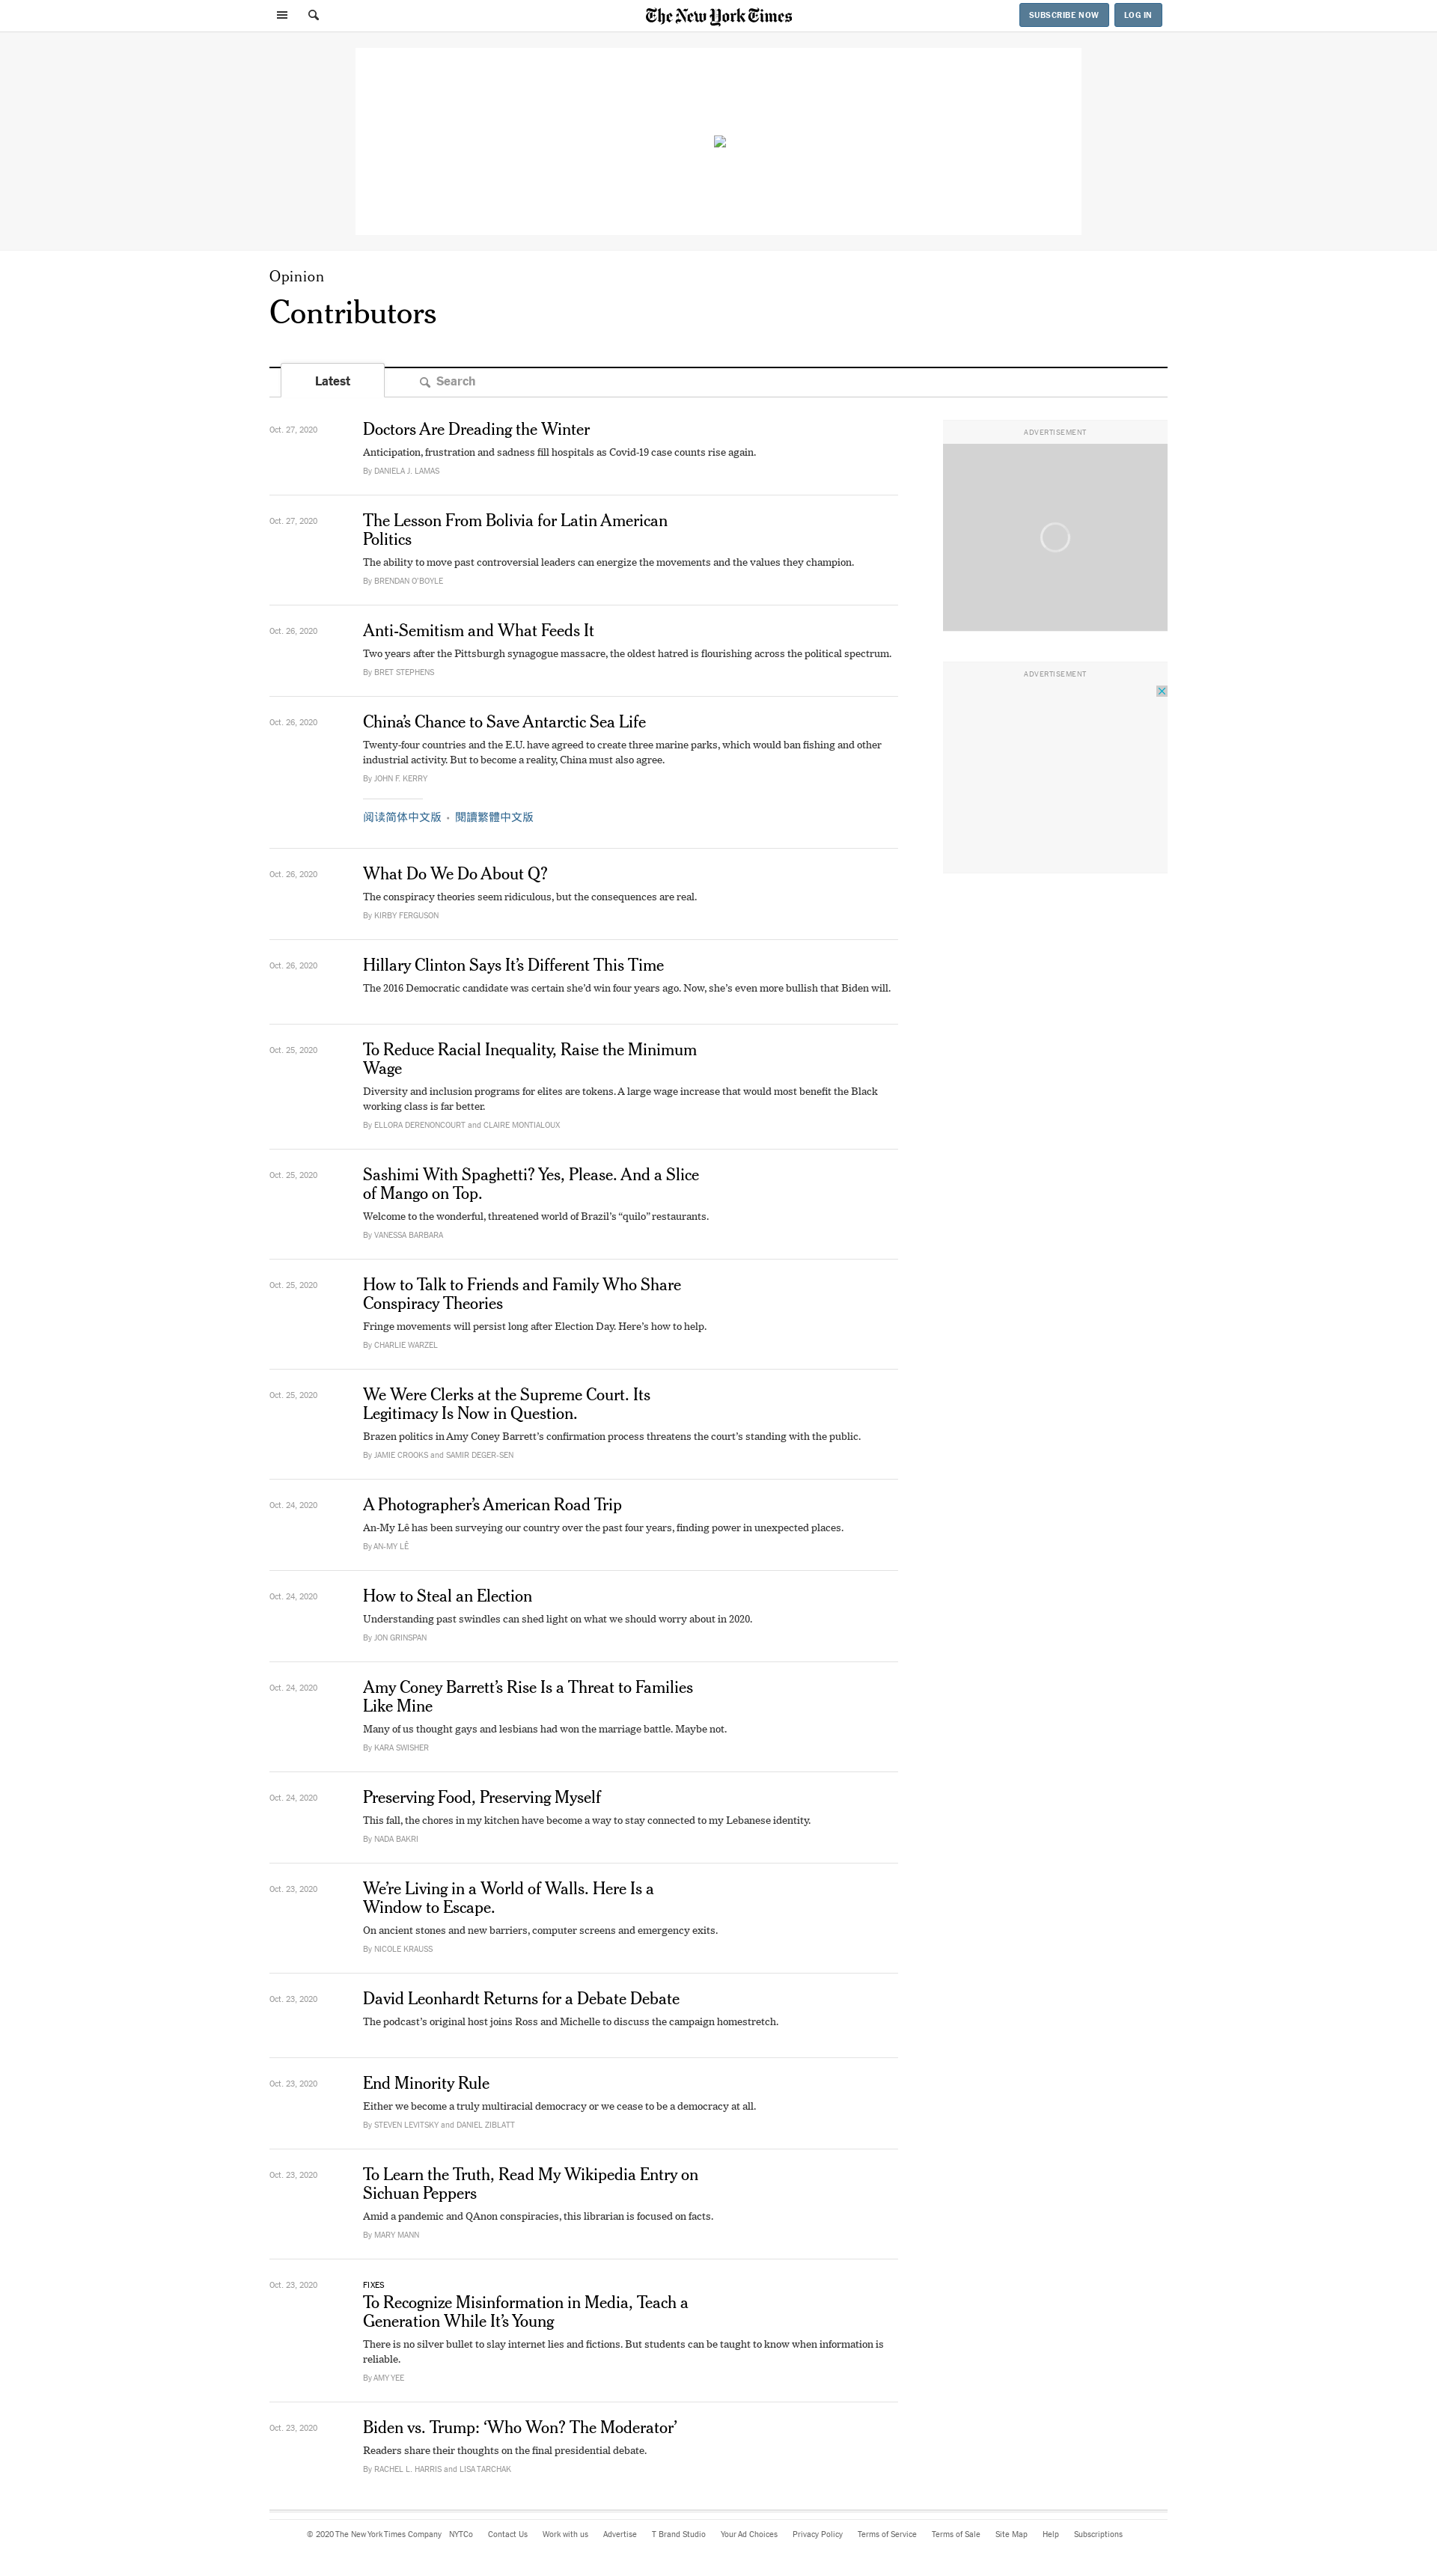 The New York Times
SUBSCRIBE NOW
LOG IN
Opinion
Contributors
Latest
Search
Oct. 27, 2020
Doctors Are Dreading the Winter
Anticipation, frustration and sadness fill hospitals as Covid-19 case counts rise again.
By DANIELA J. LAMAS
ADVERTISEMENT
Oct. 27, 2020
The Lesson From Bolivia for Latin American
Politics
The ability to move past controversial leaders can energize the movements and the values they champion.
By BRENDAN O'BOYLE
Oct. 26, 2020
Anti-Semitism and What Feeds It
Two years after the Pittsburgh synagogue massacre, the oldest hatred is flourishing across the political spectrum.
By BRET STEPHENS
ADVERTISEMENT
Oct. 26, 2020
China’s Chance to Save Antarctic Sea Life
Twenty-four countries and the E.U. have agreed to create three marine parks, which would ban fishing and other
industrial activity. But to become a reality, China must also agree.
By JOHN F. KERRY
阅读简体中文版 • 閱讀繁體中文版
Oct. 26, 2020
What Do We Do About Q?
The conspiracy theories seem ridiculous, but the consequences are real.
By KIRBY FERGUSON
Oct. 26, 2020
Hillary Clinton Says It’s Different This Time
The 2016 Democratic candidate was certain she’d win four years ago. Now, she’s even more bullish that Biden will.
Oct. 25, 2020
To Reduce Racial Inequality, Raise the Minimum
Wage
Diversity and inclusion programs for elites are tokens. A large wage increase that would most benefit the Black
working class is far better.
By ELLORA DERENONCOURT and CLAIRE MONTIALOUX
Oct. 25, 2020
Sashimi With Spaghetti? Yes, Please. And a Slice
of Mango on Top.
Welcome to the wonderful, threatened world of Brazil’s “quilo” restaurants.
By VANESSA BARBARA
Oct. 25, 2020
How to Talk to Friends and Family Who Share
Conspiracy Theories
Fringe movements will persist long after Election Day. Here’s how to help.
By CHARLIE WARZEL
Oct. 25, 2020
We Were Clerks at the Supreme Court. Its
Legitimacy Is Now in Question.
Brazen politics in Amy Coney Barrett’s confirmation process threatens the court’s standing with the public.
By JAMIE CROOKS and SAMIR DEGER-SEN
Oct. 24, 2020
A Photographer’s American Road Trip
An-My Lê has been surveying our country over the past four years, finding power in unexpected places.
By AN-MY LÊ
Oct. 24, 2020
How to Steal an Election
Understanding past swindles can shed light on what we should worry about in 2020.
By JON GRINSPAN
Oct. 24, 2020
Amy Coney Barrett’s Rise Is a Threat to Families
Like Mine
Many of us thought gays and lesbians had won the marriage battle. Maybe not.
By KARA SWISHER
Oct. 24, 2020
Preserving Food, Preserving Myself
This fall, the chores in my kitchen have become a way to stay connected to my Lebanese identity.
By NADA BAKRI
Oct. 23, 2020
We’re Living in a World of Walls. Here Is a
Window to Escape.
On ancient stones and new barriers, computer screens and emergency exits.
By NICOLE KRAUSS
Oct. 23, 2020
David Leonhardt Returns for a Debate Debate
The podcast’s original host joins Ross and Michelle to discuss the campaign homestretch.
Oct. 23, 2020
End Minority Rule
Either we become a truly multiracial democracy or we cease to be a democracy at all.
By STEVEN LEVITSKY and DANIEL ZIBLATT
Oct. 23, 2020
To Learn the Truth, Read My Wikipedia Entry on
Sichuan Peppers
Amid a pandemic and QAnon conspiracies, this librarian is focused on facts.
By MARY MANN
Oct. 23, 2020
FIXES
To Recognize Misinformation in Media, Teach a
Generation While It’s Young
There is no silver bullet to slay internet lies and fictions. But students can be taught to know when information is
reliable.
By AMY YEE
Oct. 23, 2020
Biden vs. Trump: ‘Who Won? The Moderator’
Readers share their thoughts on the final presidential debate.
By RACHEL L. HARRIS and LISA TARCHAK
© 2020 The New York Times Company NYTCo Contact Us Work with us Advertise T Brand Studio Your Ad Choices Privacy Policy Terms of Service Terms of Sale Site Map Help Subscriptions